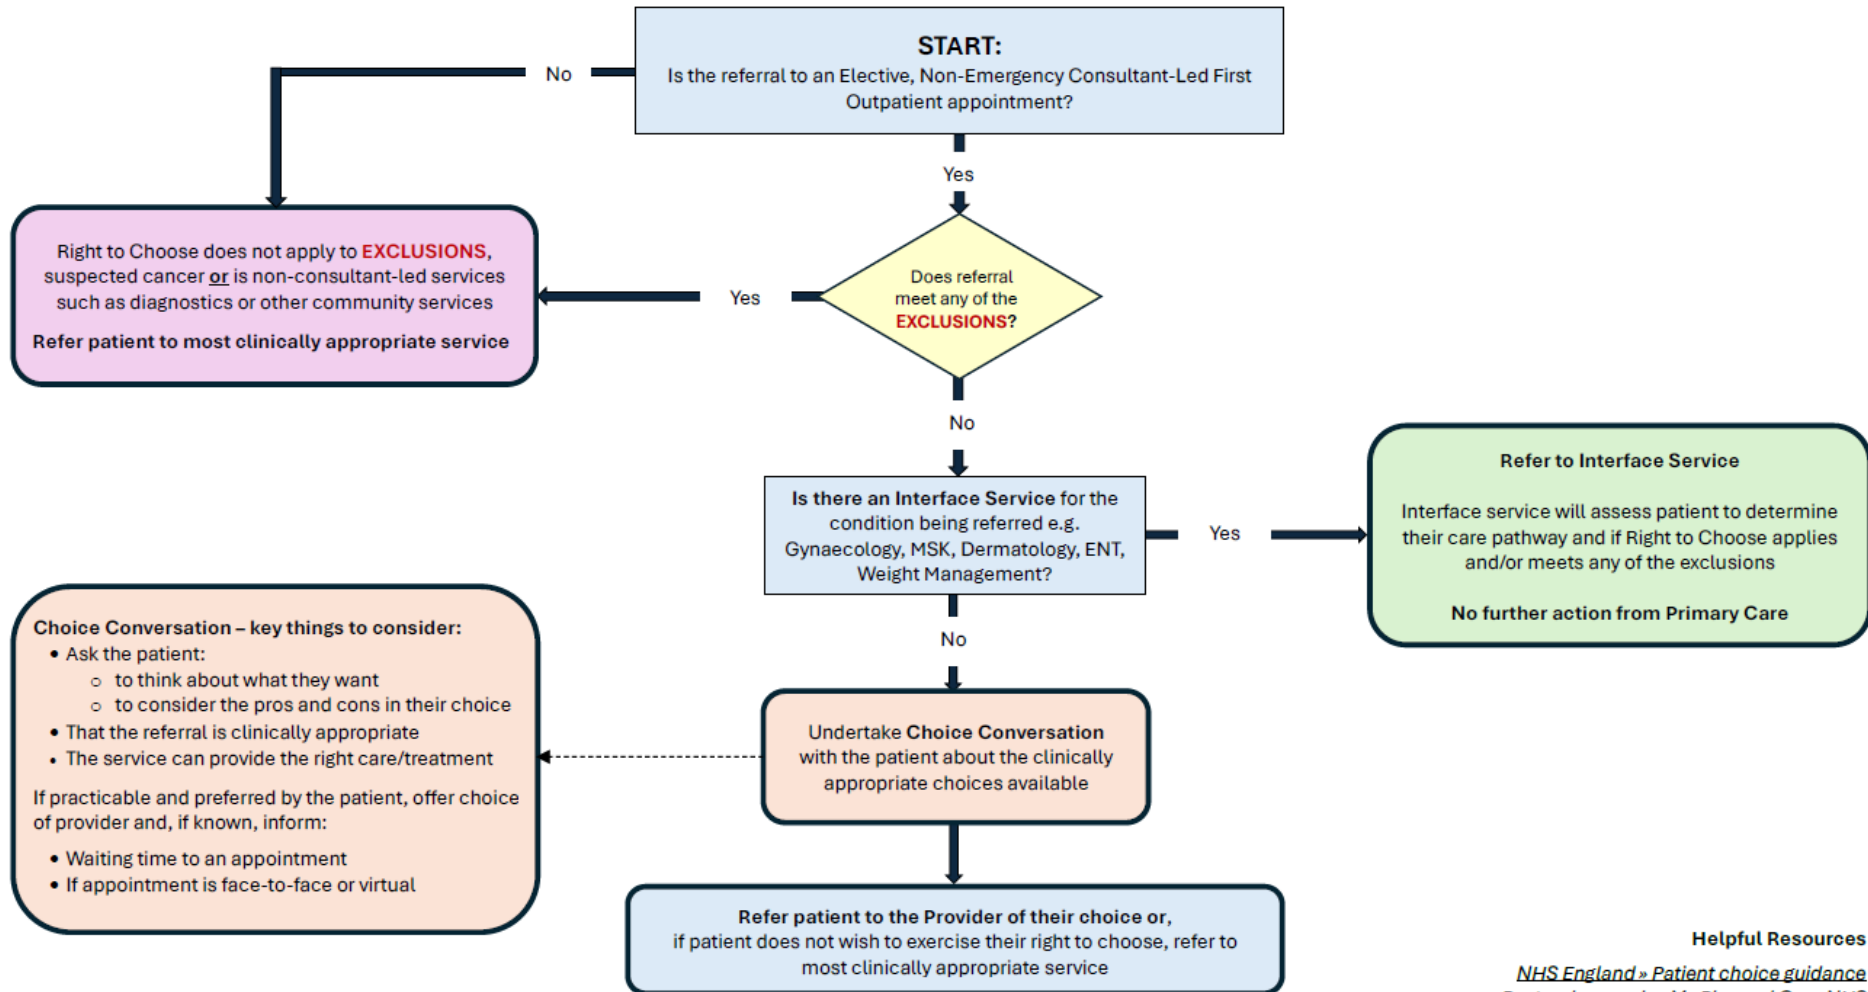 START:
Is the referral to an Elective, Non-Emergency Consultant-Led First
Outpatient appointment?
No
Yes
Right to Choose does not apply to EXCLUSIONS,
suspected cancer or is non-consultant-led services
such as diagnostics or other community services
Refer patient to most clinically appropriate service
Yes
Does referral
meet any of the
EXCLUSIONS?
No
Is there an Interface Service for the
condition being referred e.g.
Gynaecology, MSK, Dermatology, ENT,
Weight Management?
Yes
Refer to Interface Service
Interface service will assess patient to determine
their care pathway and if Right to Choose applies
and/or meets any of the exclusions
No further action from Primary Care
No
Choice Conversation – key things to consider:
• Ask the patient:
o to think about what they want
o to consider the pros and cons in their choice
• That the referral is clinically appropriate
• The service can provide the right care/treatment
If practicable and preferred by the patient, offer choice
of provider and, if known, inform:
• Waiting time to an appointment
• If appointment is face-to-face or virtual
Undertake Choice Conversation
with the patient about the clinically
appropriate choices available
Refer patient to the Provider of their choice or,
if patient does not wish to exercise their right to choose, refer to
most clinically appropriate service
Helpful Resources
NHS England » Patient choice guidance